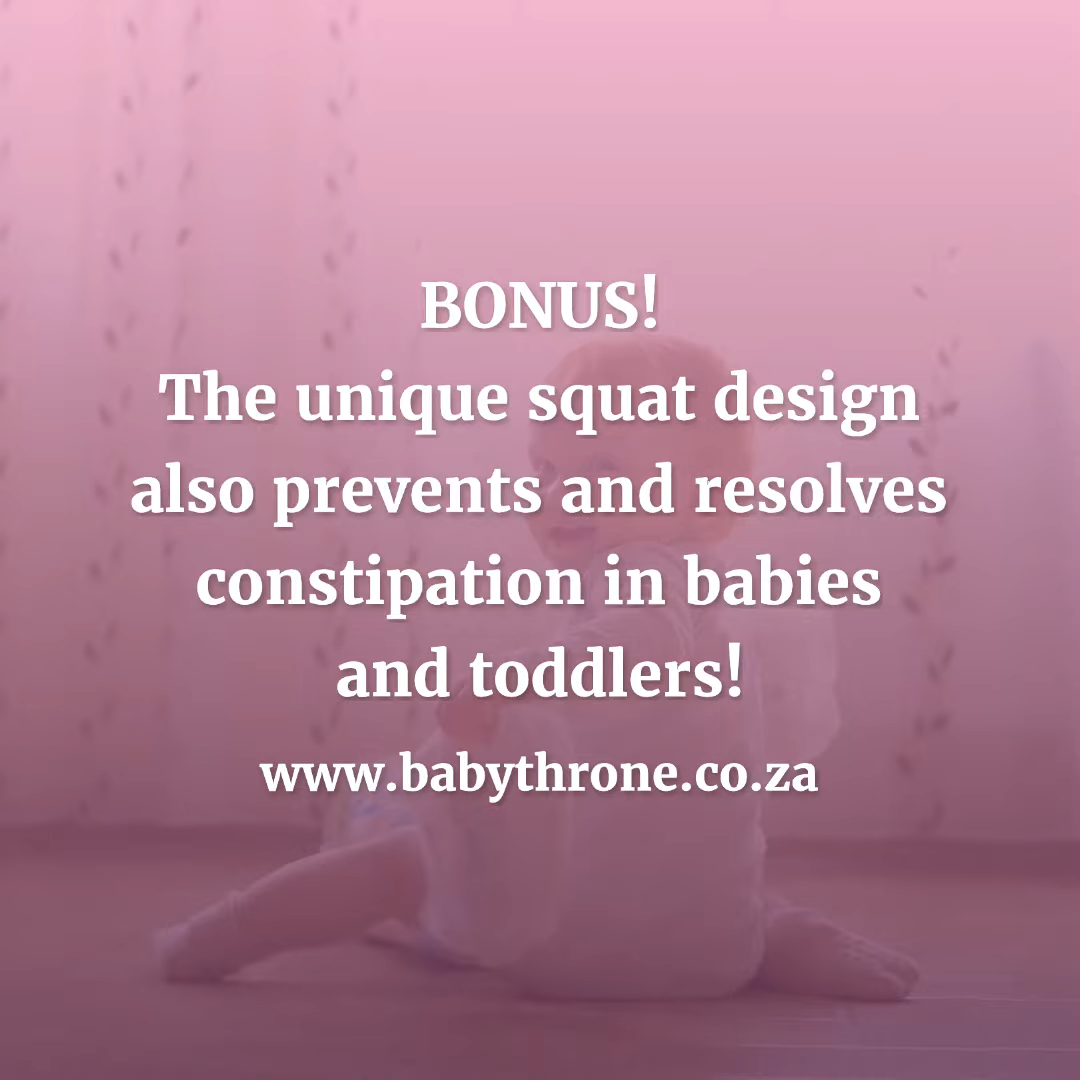 BONUS!
The unique squat design
also prevents and resolves
constipation in babies
and toddlers!
www.babythrone.co.za